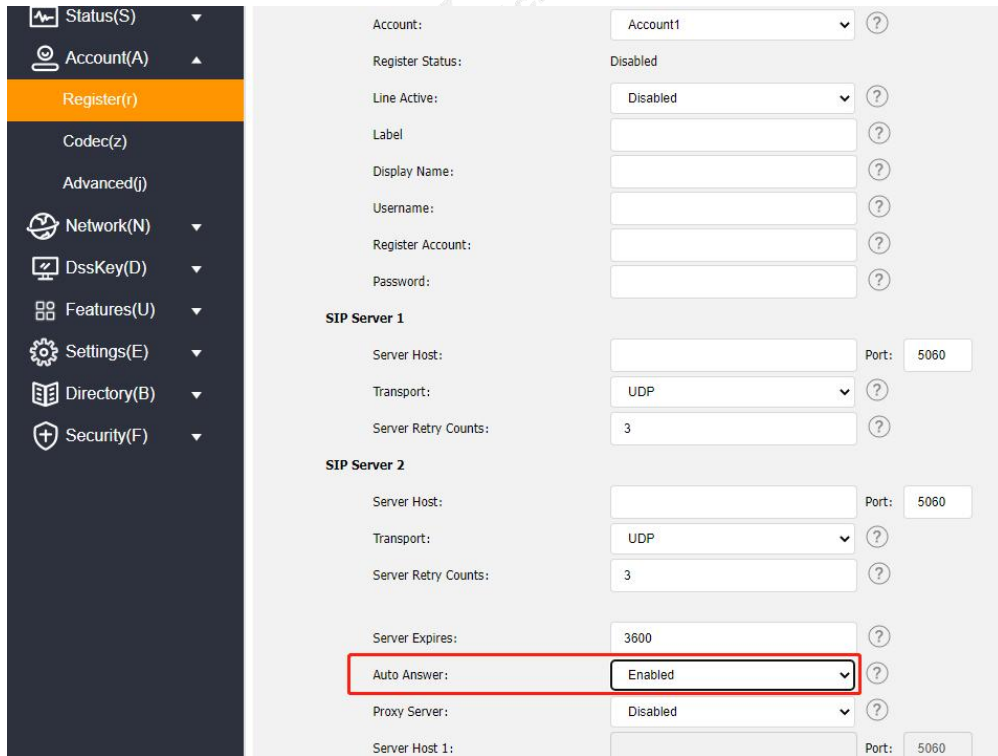 Status(S)
Account(A)
Register(r)
Codec(z)
Advanced(j)
Network(N)
DssKey(D)
Features(U)
Settings(E)
Directory(B)
Security(F)
Account: Account1 ?
Register Status: Disabled
Line Active: Disabled ?
Label ?
Display Name: ?
Username: ?
Register Account: ?
Password: ?
SIP Server 1
Server Host: Port: 5060
Transport: UDP ?
Server Retry Counts: 3 ?
SIP Server 2
Server Host: Port: 5060
Transport: UDP ?
Server Retry Counts: 3 ?
Server Expires: 3600 ?
Auto Answer: Enabled ?
Proxy Server: Disabled ?
Server Host 1: Port: 5060